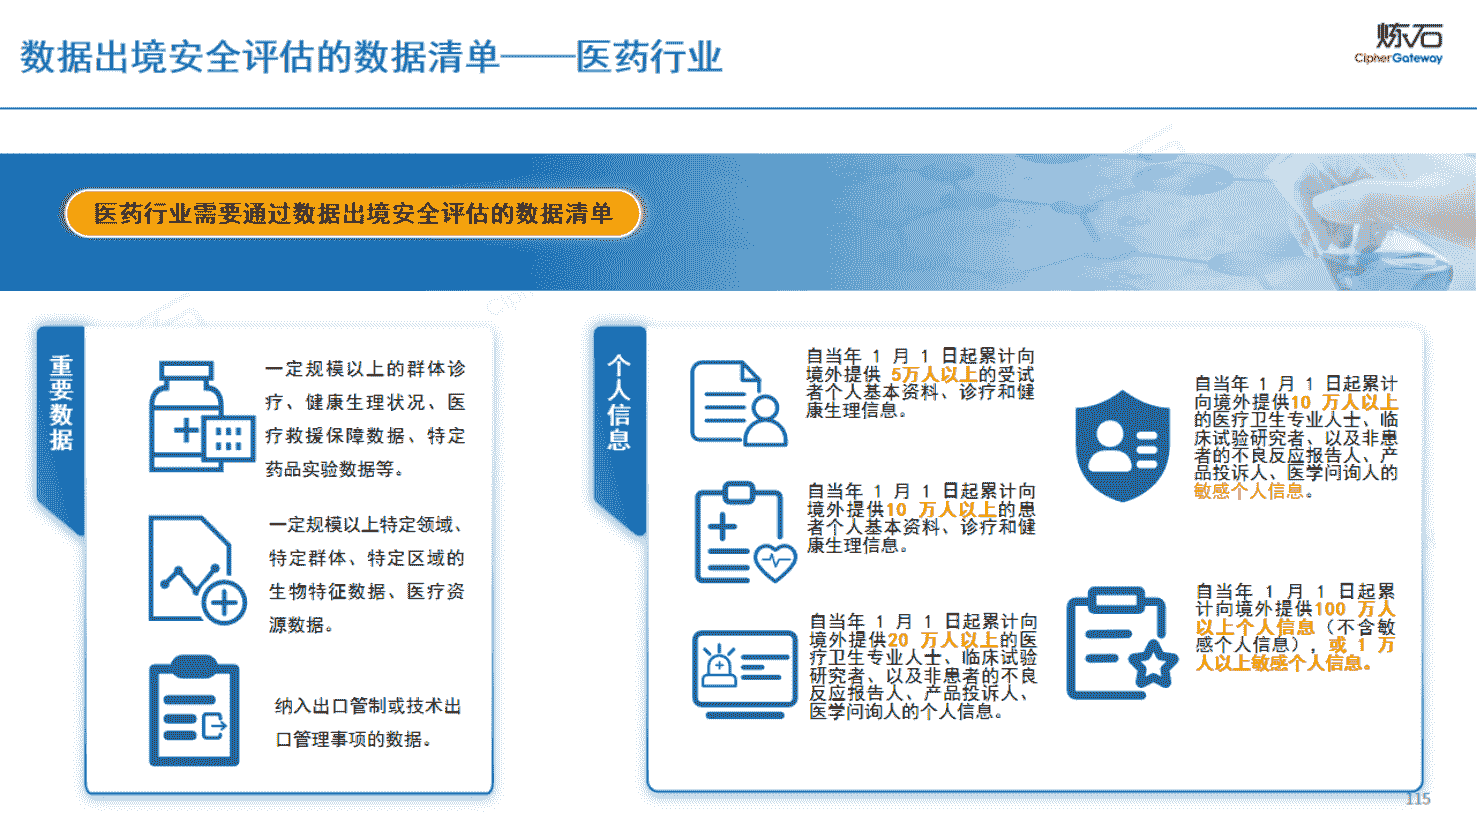 数据出境安全评估的数据清单——医药行业
炼石
CipherGateway
医药行业需要通过数据出境安全评估的数据清单
重要数据
一定规模以上的群体诊
疗、健康生理状况、医
疗救援保障数据、特定
药品实验数据等。
一定规模以上特定领域、
特定群体、特定区域的
生物特征数据、医疗资
源数据。
纳入出口管制或技术出
口管理事项的数据。
个人信息
自当年 1 月 1 日起累计向
境外提供 5万人以上的受试
者个人基本资料、诊疗和健
康生理信息。
自当年 1 月 1 日起累计向
境外提供10 万人以上的患
者个人基本资料、诊疗和健
康生理信息。
自当年 1 月 1 日起累计向
境外提供20 万人以上的医
疗卫生专业人士、临床试验
研究者、以及非患者的不良
反应报告人、产品投诉人、
医学问询人的个人信息。
自当年 1 月 1 日起累计
向境外提供10 万人以上
的医疗卫生专业人士、临
床试验研究者、以及非患
者的不良反应报告人、产
品投诉人、医学问询人的
敏感个人信息。
自当年 1 月 1 日起累
计向境外提供100 万人
以上个人信息（不含敏
感个人信息），或 1 万
人以上敏感个人信息。
115